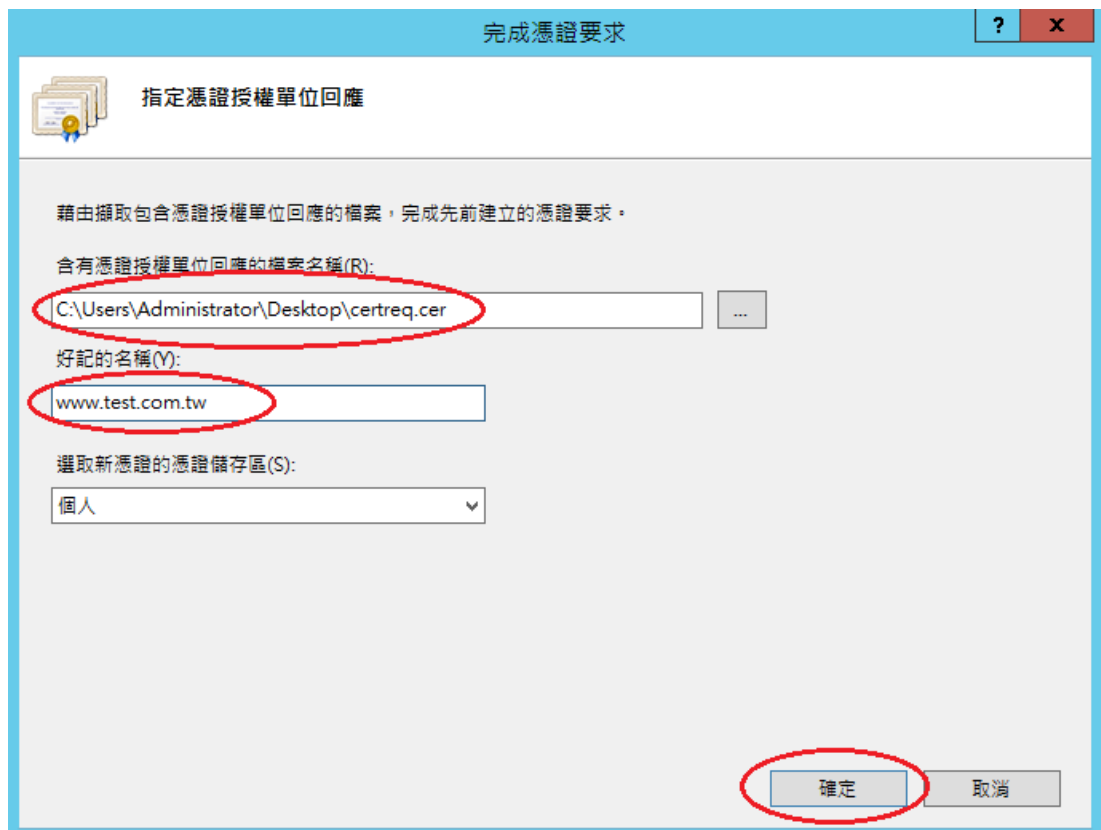 完成憑證要求
?
x
指定憑證授權單位回應
藉由擷取包含憑證授權單位回應的檔案，完成先前建立的憑證要求。
含有憑證授權單位回應的檔案名稱(R):
C:\Users\Administrator\Desktop\certreq.cer
...
好記的名稱(Y):
www.test.com.tw
選取新憑證的憑證儲存區(S):
個人
確定
取消